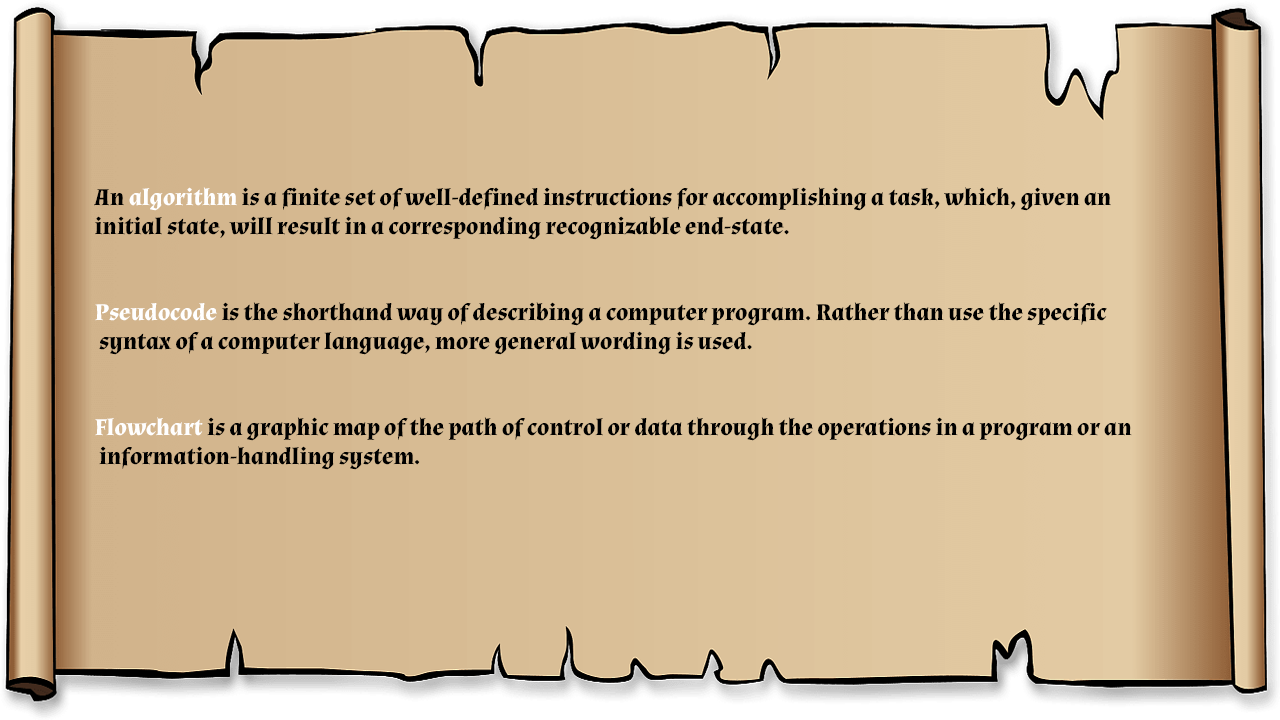 An algorithm is a finite set of well-defined instructions for accomplishing a task, which, given an
initial state, will result in a corresponding recognizable end-state.
Pseudocode is the shorthand way of describing a computer program. Rather than use the specific
syntax of a computer language, more general wording is used.
Flowchart is a graphic map of the path of control or data through the operations in a program or an
information-handling system.